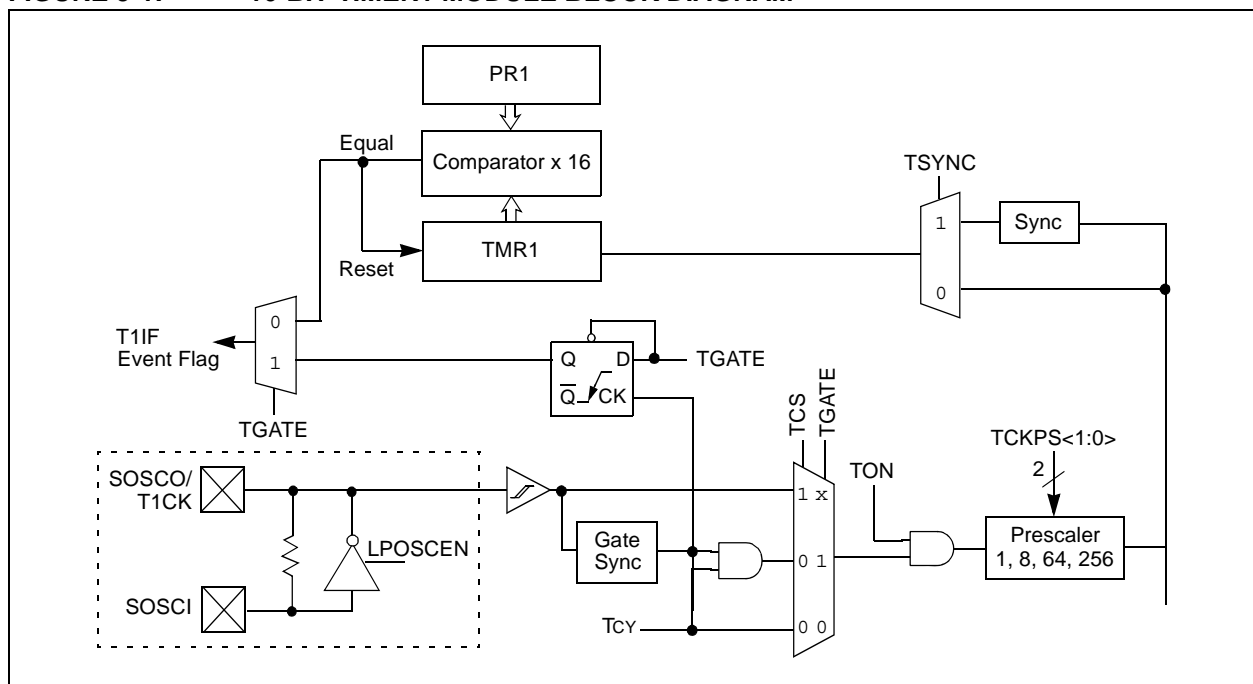 PR1
Equal
Comparator x 16
TSYNC
1
Sync
TMR1
Reset
0
0
T1IF
Event Flag
1
Q
D
TGATE
Q
CK
TGATE
TCS
TGATE
TCKPS<1:0>
SOSCO/
T1CK
2
TON
1 x
LPOSCEN
Gate
Sync
0 1
Prescaler
1, 8, 64, 256
SOSCI
TCY
0 0